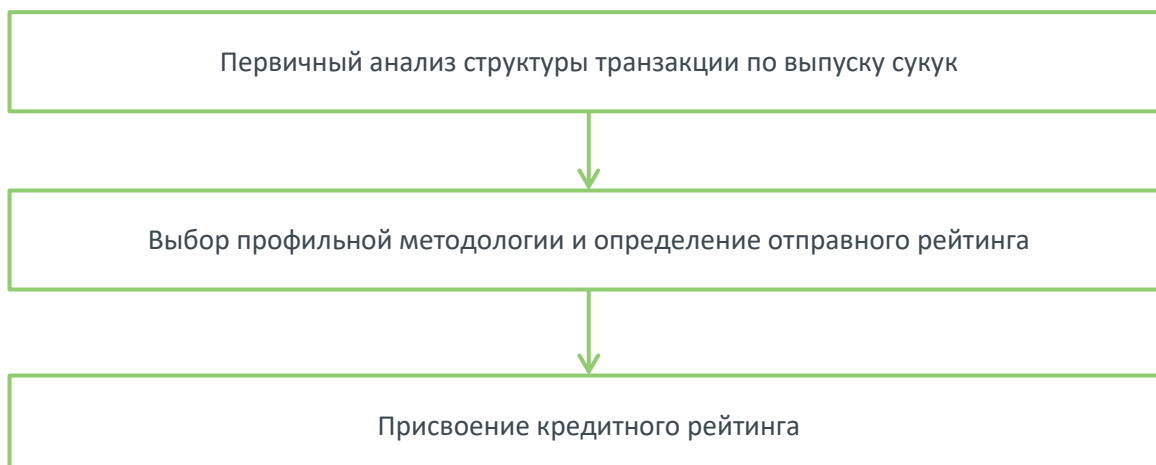 Первичный анализ структуры транзакции по выпуску сукук
Выбор профильной методологии и определение отправного рейтинга
Присвоение кредитного рейтинга